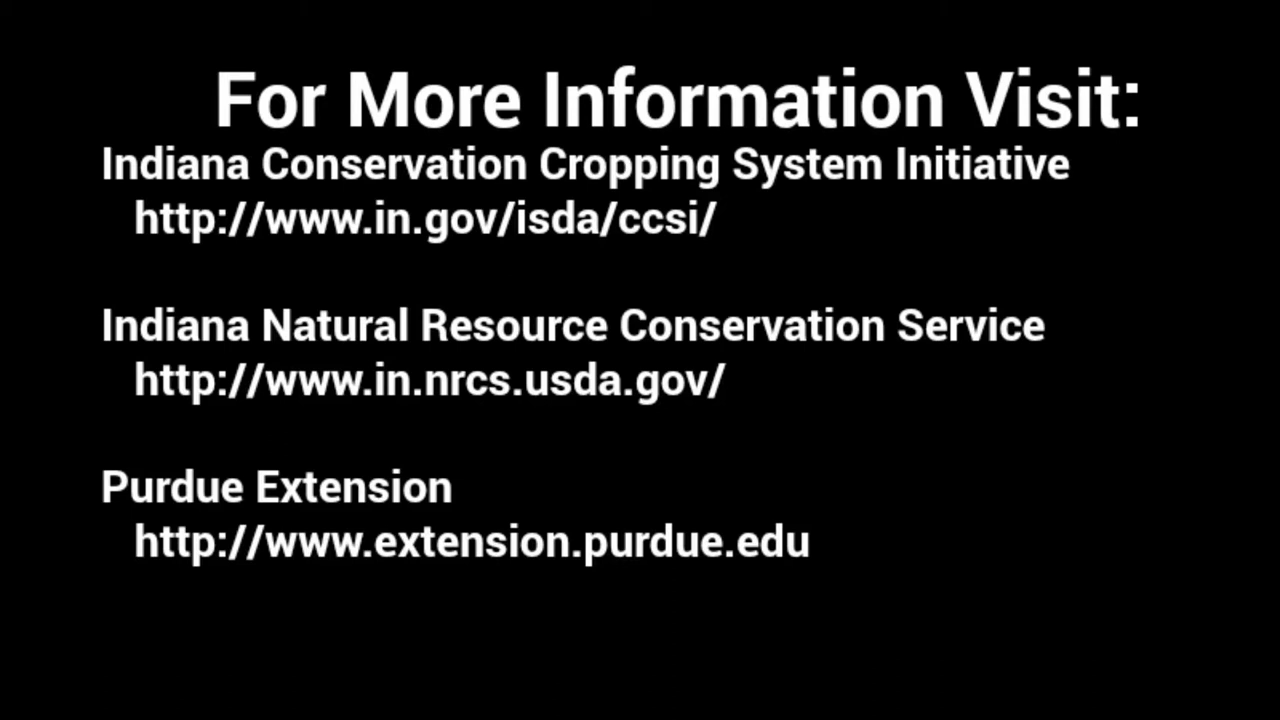 For More Information Visit:
Indiana Conservation Cropping System Initiative
http://www.in.gov/isda/ccsi/
Indiana Natural Resource Conservation Service
http://www.in.nrcs.usda.gov/
Purdue Extension
http://www.extension.purdue.edu